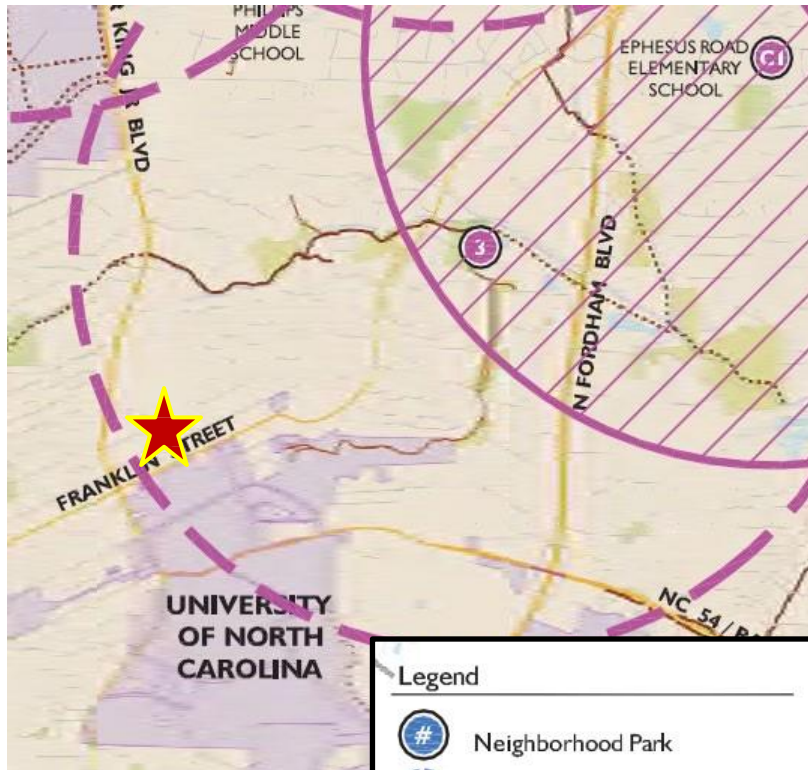 PHILLIPS
MIDDLE
SCHOOL
KING JR BLVD
EPHESUS ROAD
ELEMENTARY
SCHOOL
C1
3
N FORDHAM BLVD
FRANKLIN STREET
UNIVERSITY
OF NORTH
CAROLINA
NC 54 /
Legend
#
Neighborhood Park